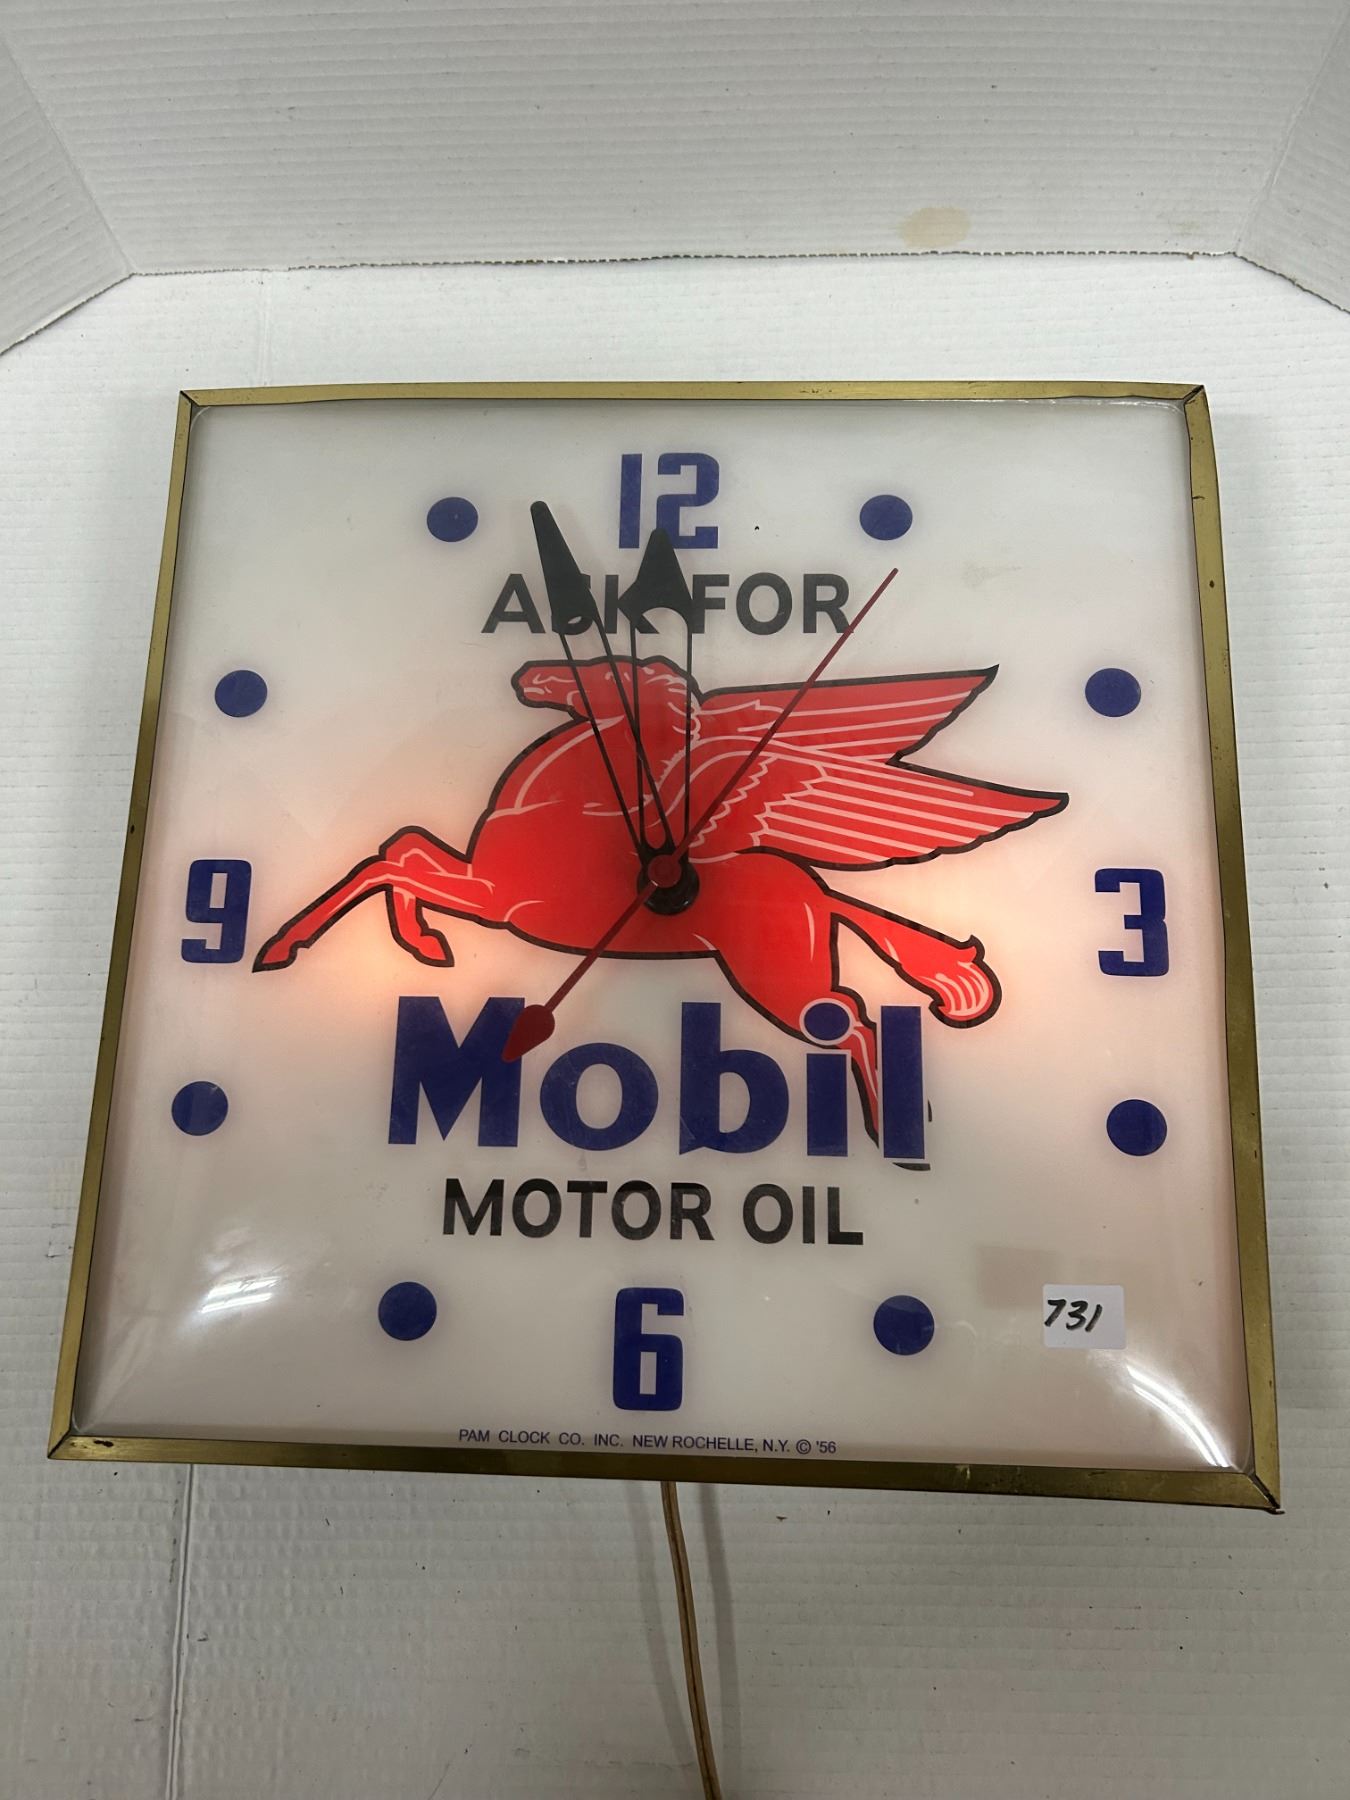 12
ASK FOR
9
3
Mobil
MOTOR OIL
6
731
PAM CLOCK CO. INC. NEW ROCHELLE, N.Y. © '56